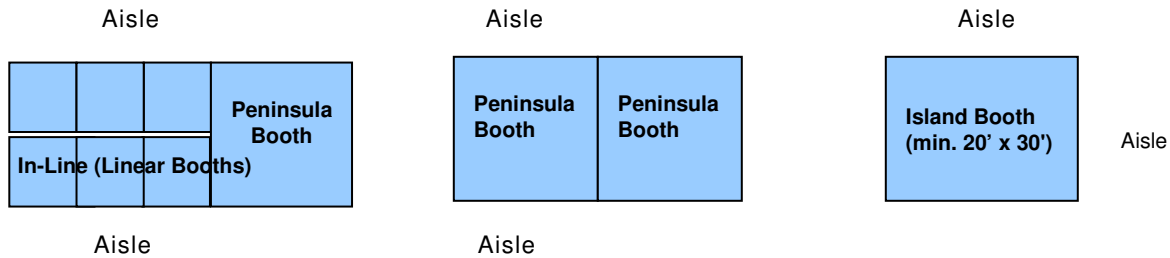 Aisle
Aisle
Aisle
Peninsula
Booth
In-Line (Linear Booths)
Peninsula
Booth
Peninsula
Booth
Island Booth
(min. 20’ x 30')
Aisle
Aisle
Aisle